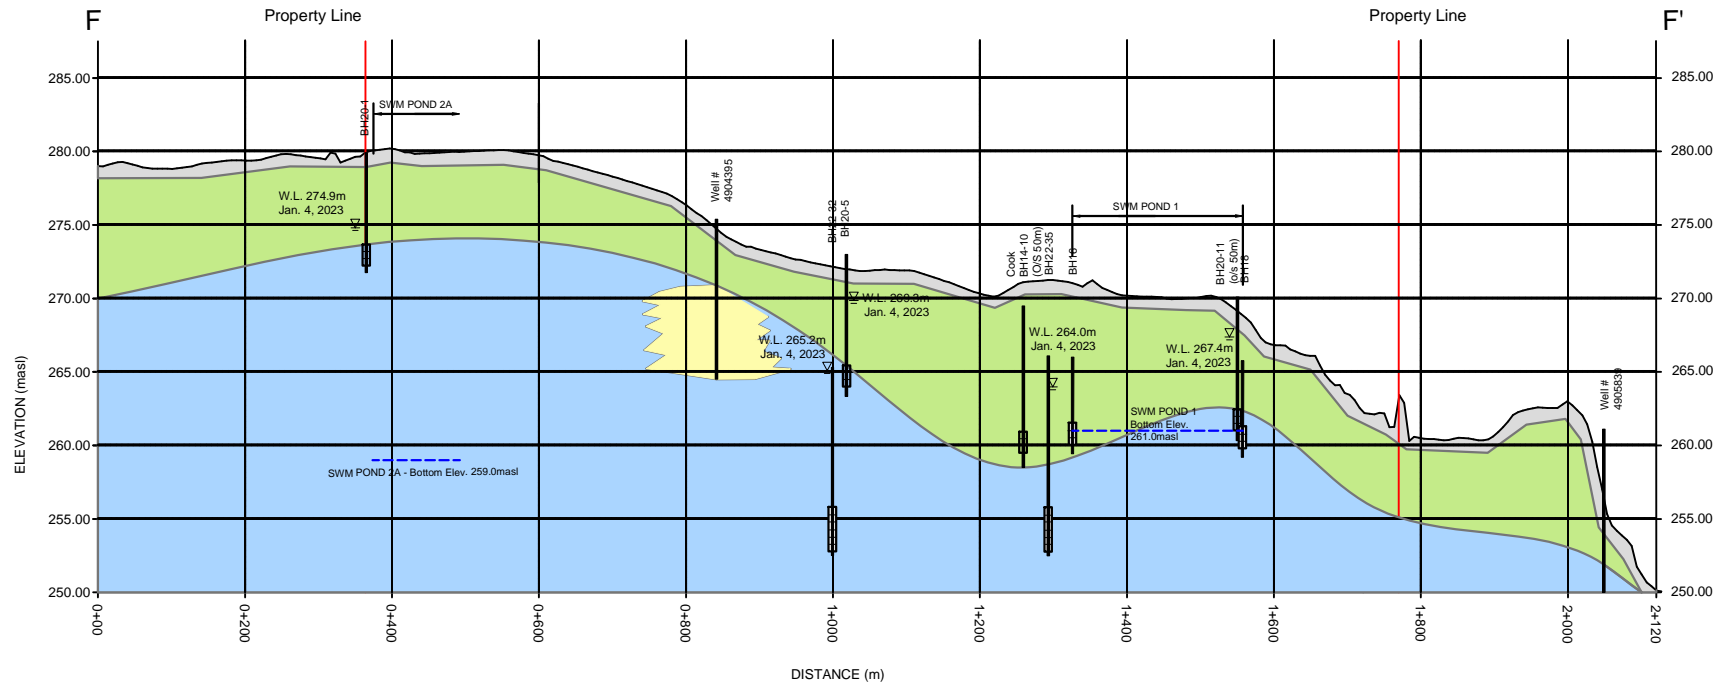 F
Property Line
Property Line
F'
285.00
280.00
275.00
270.00
265.00
260.00
255.00
250.00
ELEVATION (masl)
BH20-1
SWM POND 2A
W.L. 274.9m
Jan. 4, 2023
SWM POND 2A - Bottom Elev. 259.0masl
Well #
4904395
BH22-32
BH20-5
W.L. 269.3m
Jan. 4, 2023
W.L. 265.2m
Jan. 4, 2023
Cook
BH14-10
(O/S 50m)
BH22-35
BH16
SWM POND 1
W.L. 264.0m
Jan. 4, 2023
SWM POND 1
Bottom Elev.
261.0masl
BH20-11
(o/s 50m)
BH18
W.L. 267.4m
Jan. 4, 2023
Well #
4905839
285.00
280.00
275.00
270.00
265.00
260.00
255.00
250.00
0+00
0+200
0+400
0+600
0+800
1+000
1+200
1+400
1+600
1+800
2+000
2+120
DISTANCE (m)